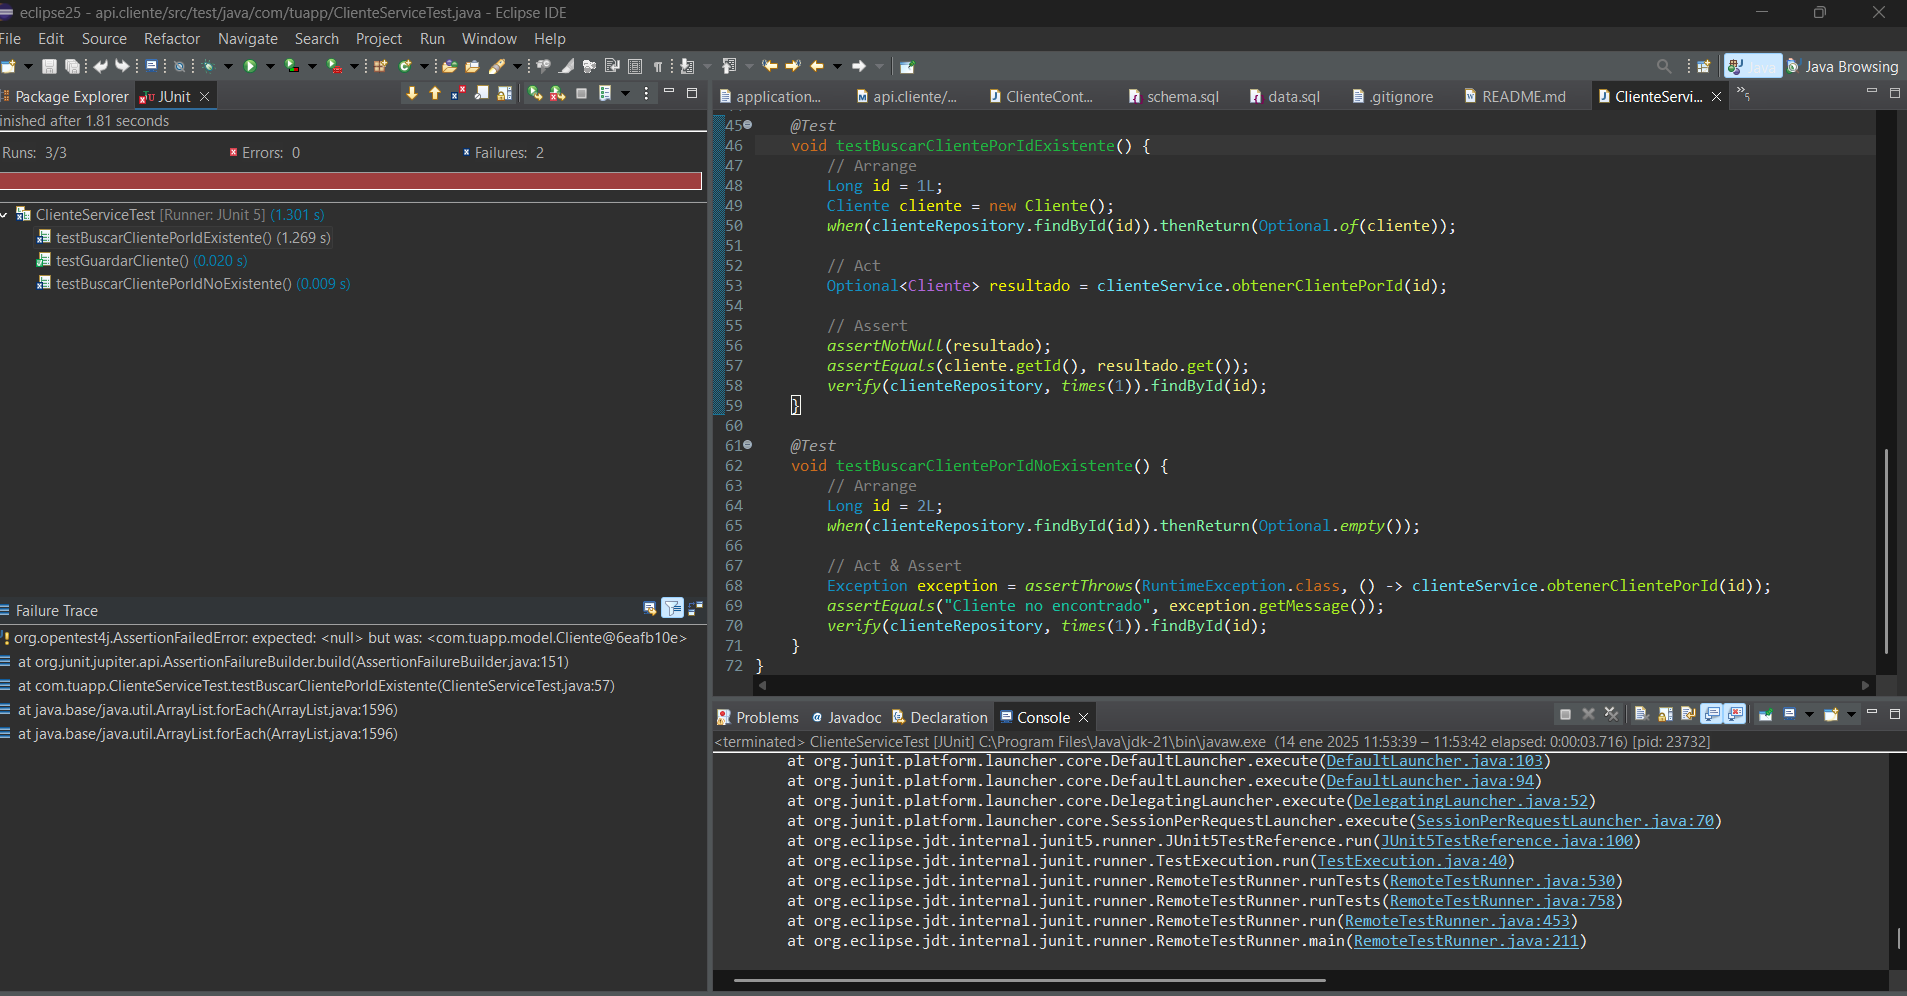 eclipse25 - api.cliente/src/test/java/com/tuapp/ClienteServiceTest.java - Eclipse IDE
File Edit Source Refactor Navigate Search Project Run Window Help
Java Java Browsing
Package Explorer JUnit
inished after 1.81 seconds
Runs: 3/3 Errors: 0 Failures: 2
ClienteServiceTest [Runner: JUnit 5] (1.301 s)
testBuscarClientePorIdExistente() (1.269 s)
testGuardarCliente() (0.020 s)
testBuscarClientePorIdNoExistente() (0.009 s)
Failure Trace
org.opentest4j.AssertionFailedError: expected: <null> but was: <com.tuapp.model.Cliente@6eafb10e>
at org.junit.jupiter.api.AssertionFailureBuilder.build(AssertionFailureBuilder.java:151)
at com.tuapp.ClienteServiceTest.testBuscarClientePorIdExistente(ClienteServiceTest.java:57)
at java.base/java.util.ArrayList.forEach(ArrayList.java:1596)
at java.base/java.util.ArrayList.forEach(ArrayList.java:1596)
application... api.cliente/... ClienteCont... schema.sql data.sql .gitignore README.md ClienteServi... »5
45 @Test
46 void testBuscarClientePorIdExistente() {
47 // Arrange
48 Long id = 1L;
49 Cliente cliente = new Cliente();
50 when(clienteRepository.findById(id)).thenReturn(Optional.of(cliente));
51
52 // Act
53 Optional<Cliente> resultado = clienteService.obtenerClientePorId(id);
54
55 // Assert
56 assertNotNull(resultado);
57 assertEquals(cliente.getId(), resultado.get());
58 verify(clienteRepository, times(1)).findById(id);
59 }
60
61 @Test
62 void testBuscarClientePorIdNoExistente() {
63 // Arrange
64 Long id = 2L;
65 when(clienteRepository.findById(id)).thenReturn(Optional.empty());
66
67 // Act & Assert
68 Exception exception = assertThrows(RuntimeException.class, () -> clienteService.obtenerClientePorId(id));
69 assertEquals("Cliente no encontrado", exception.getMessage());
70 verify(clienteRepository, times(1)).findById(id);
71 }
72 }
Problems Javadoc Declaration Console
<terminated> ClienteServiceTest [JUnit] C:\Program Files\Java\jdk-21\bin\javaw.exe (14 ene 2025 11:53:39 – 11:53:42 elapsed: 0:00:03.716) [pid: 23732]
at org.junit.platform.launcher.core.DefaultLauncher.execute(DefaultLauncher.java:103)
at org.junit.platform.launcher.core.DefaultLauncher.execute(DefaultLauncher.java:94)
at org.junit.platform.launcher.core.DelegatingLauncher.execute(DelegatingLauncher.java:52)
at org.junit.platform.launcher.core.SessionPerRequestLauncher.execute(SessionPerRequestLauncher.java:70)
at org.eclipse.jdt.internal.junit5.runner.JUnit5TestReference.run(JUnit5TestReference.java:100)
at org.eclipse.jdt.internal.junit.runner.TestExecution.run(TestExecution.java:40)
at org.eclipse.jdt.internal.junit.runner.RemoteTestRunner.runTests(RemoteTestRunner.java:530)
at org.eclipse.jdt.internal.junit.runner.RemoteTestRunner.runTests(RemoteTestRunner.java:758)
at org.eclipse.jdt.internal.junit.runner.RemoteTestRunner.run(RemoteTestRunner.java:453)
at org.eclipse.jdt.internal.junit.runner.RemoteTestRunner.main(RemoteTestRunner.java:211)